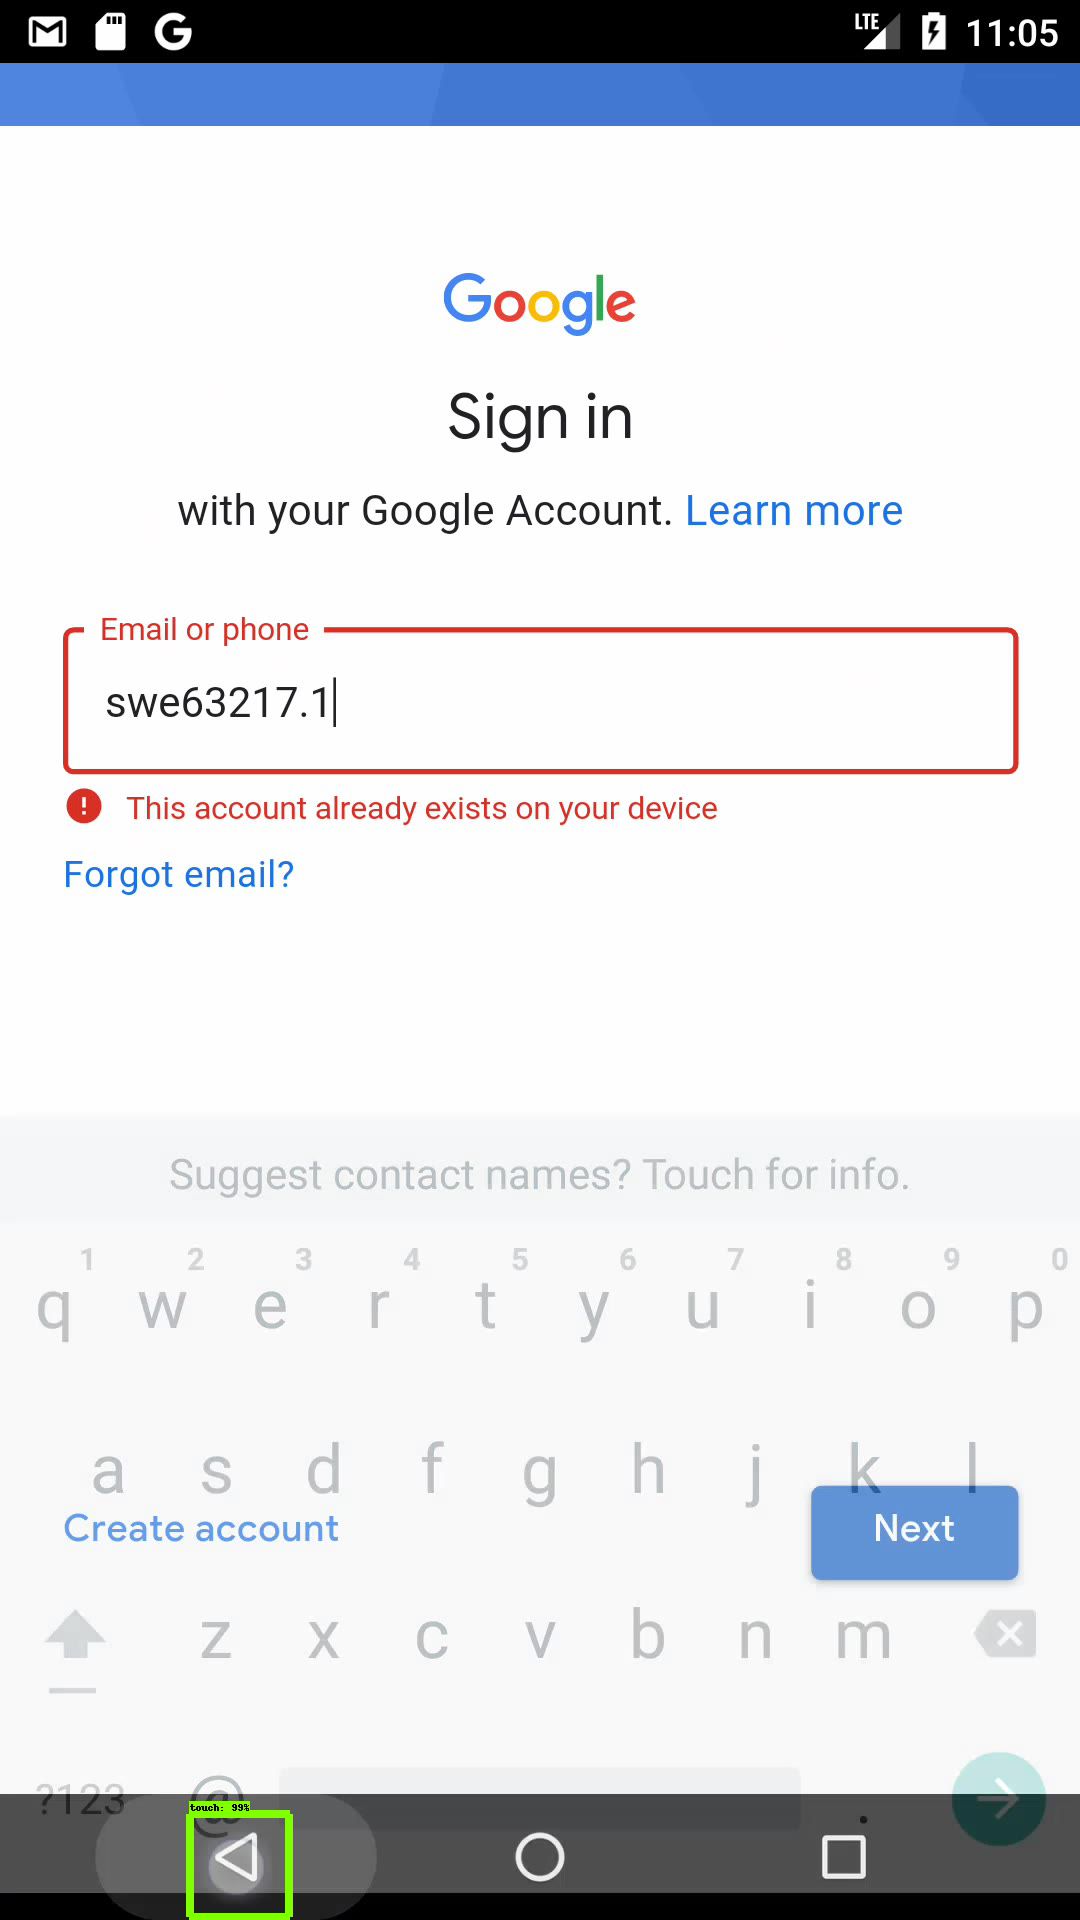 LTE 11:05
Google
Sign in
with your Google Account. Learn more
Email or phone
swe63217.1
This account already exists on your device
Forgot email?
Suggest contact names? Touch for info.
1 2 3 4 5 6 7 8 9 0
q w e r t y u i o p
a s d f g h j k l
Create account Next
z x c v b n m
?123 @ .
touch: 99%